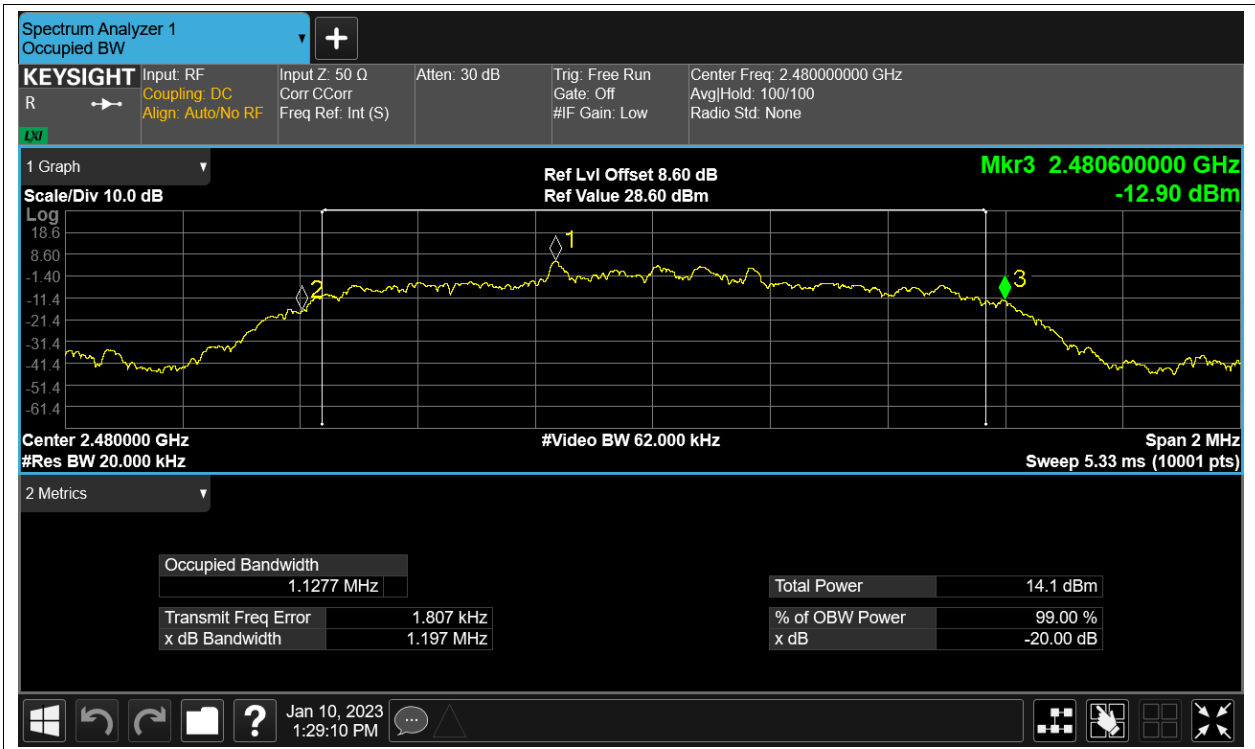 Spectrum Analyzer 1
Occupied BW
▼
+
KEYSIGHT
R
LXI
Input: RF
Coupling: DC
Align: Auto/No RF
Input Z: 50 Ω
Corr CCorr
Freq Ref: Int (S)
Atten: 30 dB
Trig: Free Run
Gate: Off
#IF Gain: Low
Center Freq: 2.480000000 GHz
Avg|Hold: 100/100
Radio Std: None
1 Graph ▼
Scale/Div 10.0 dB
Ref Lvl Offset 8.60 dB
Ref Value 28.60 dBm
Mkr3 2.480600000 GHz
-12.90 dBm
Log
18.6
8.60
-1.40
-11.4
-21.4
-31.4
-41.4
-51.4
-61.4
1
2
3
Center 2.480000 GHz
#Res BW 20.000 kHz
#Video BW 62.000 kHz
Span 2 MHz
Sweep 5.33 ms (10001 pts)
2 Metrics ▼
Occupied Bandwidth
1.1277 MHz
Transmit Freq Error 1.807 kHz
x dB Bandwidth 1.197 MHz
Total Power 14.1 dBm
% of OBW Power 99.00 %
x dB -20.00 dB
?
Jan 10, 2023
1:29:10 PM